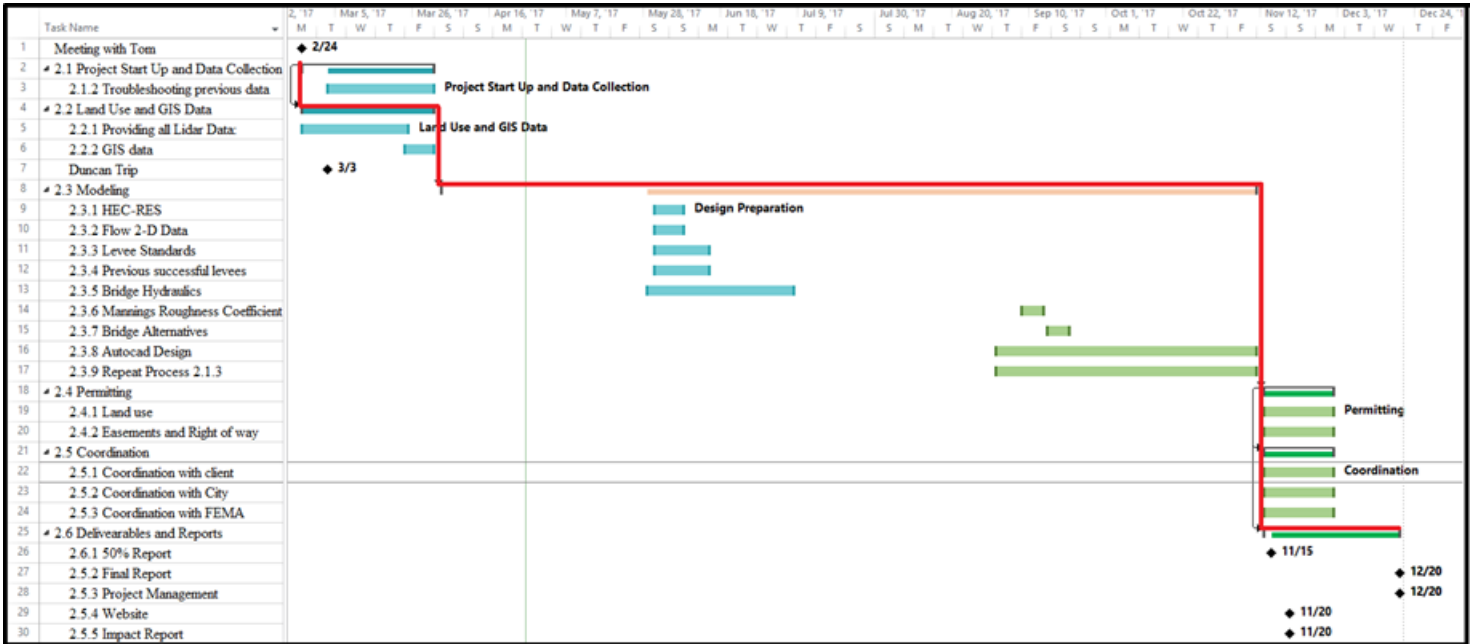 2, '17 Mar 5, '17 Mar 26, '17 Apr 16, '17 May 7, '17 May 28, '17 Jun 18, '17 Jul 9, '17 Jul 30, '17 Aug 20, '17 Sep 10, '17 Oct 1, '17 Oct 22, '17 Nov 12, '17 Dec 3, '17 Dec 24, '1
Task Name M T W T F S S M T W T F S S M T W T F S S M T W T F S S M T W T F S S M T W T F
1 Meeting with Tom 2/24
2 2.1 Project Start Up and Data Collection
3 2.1.2 Troubleshooting previous data Project Start Up and Data Collection
4 2.2 Land Use and GIS Data
5 2.2.1 Providing all Lidar Data: Land Use and GIS Data
6 2.2.2 GIS data
7 Duncan Trip 3/3
8 2.3 Modeling
9 2.3.1 HEC-RES Design Preparation
10 2.3.2 Flow 2-D Data
11 2.3.3 Levee Standards
12 2.3.4 Previous successful levees
13 2.3.5 Bridge Hydraulics
14 2.3.6 Mannings Roughness Coefficient
15 2.3.7 Bridge Alternatives
16 2.3.8 Autocad Design
17 2.3.9 Repeat Process 2.1.3
18 2.4 Permitting
19 2.4.1 Land use Permitting
20 2.4.2 Easements and Right of way
21 2.5 Coordination
22 2.5.1 Coordination with client Coordination
23 2.5.2 Coordination with City
24 2.5.3 Coordination with FEMA
25 2.6 Delivearables and Reports
26 2.6.1 50% Report 11/15
27 2.5.2 Final Report 12/20
28 2.5.3 Project Management 12/20
29 2.5.4 Website 11/20
30 2.5.5 Impact Report 11/20